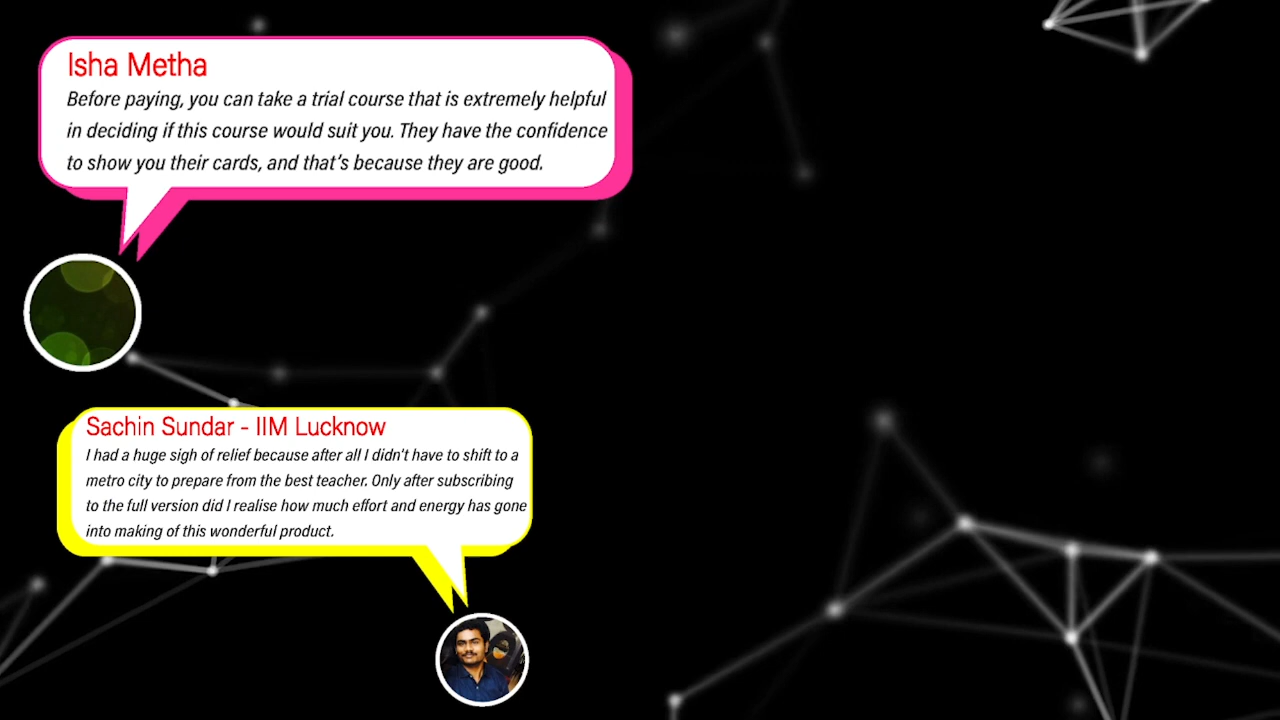 Isha Metha
Before paying, you can take a trial course that is extremely helpful
in deciding if this course would suit you. They have the confidence
to show you their cards, and that's because they are good.
Sachin Sundar - IIM Lucknow
I had a huge sigh of relief because after all I didn't have to shift to a
metro city to prepare from the best teacher. Only after subscribing
to the full version did I realise how much effort and energy has gone
into making of this wonderful product.